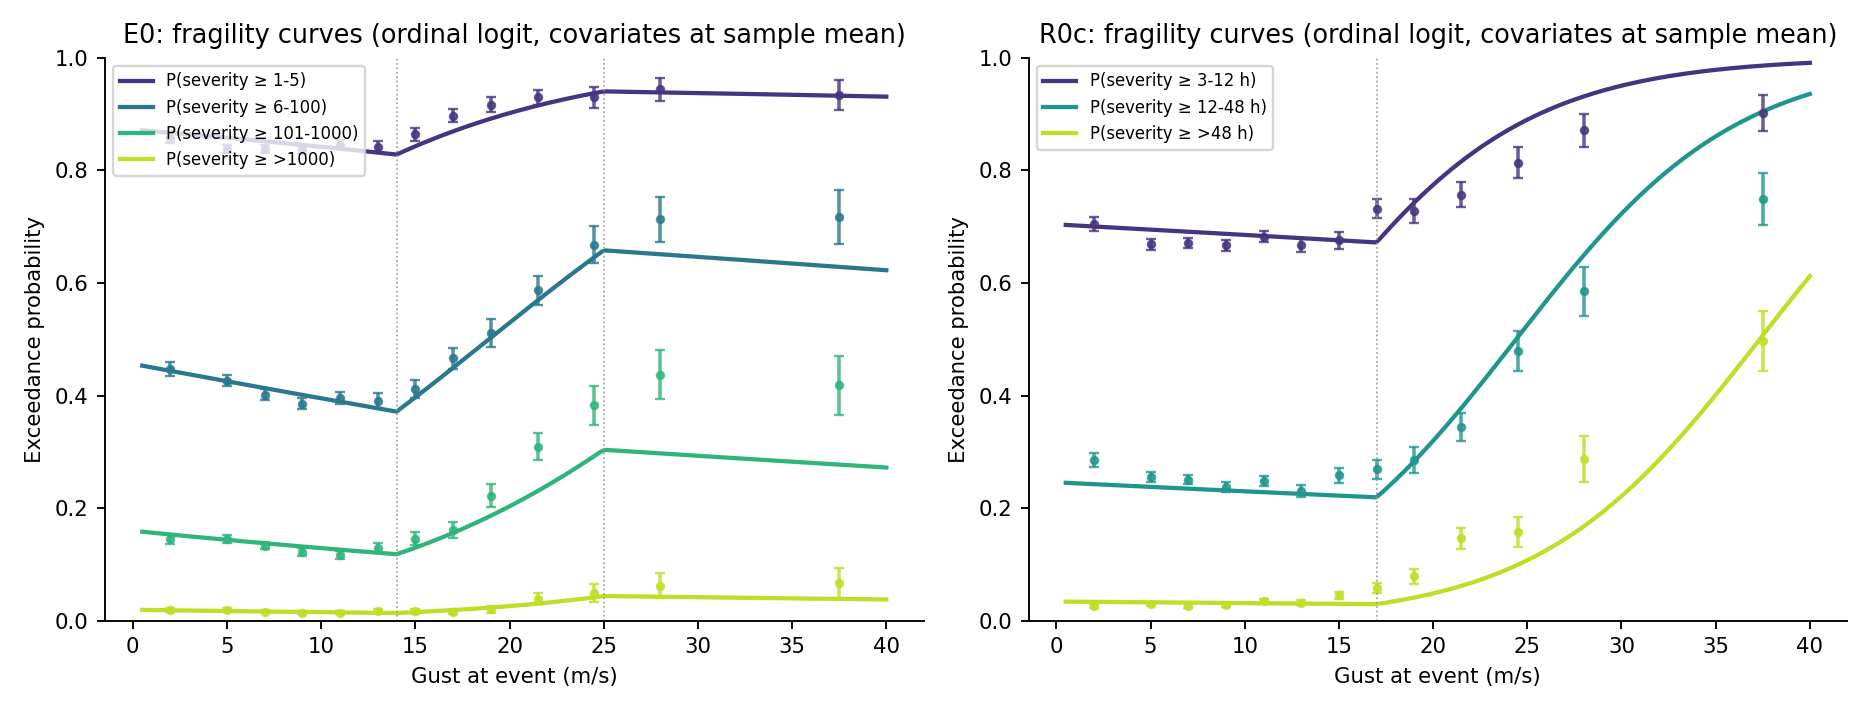 E0: fragility curves (ordinal logit, covariates at sample mean)
P(severity ≥ 1-5)
P(severity ≥ 6-100)
P(severity ≥ 101-1000)
P(severity ≥ >1000)
Exceedance probability
1.0
0.8
0.6
0.4
0.2
0.0
0 5 10 15 20 25 30 35 40
Gust at event (m/s)
R0c: fragility curves (ordinal logit, covariates at sample mean)
P(severity ≥ 3-12 h)
P(severity ≥ 12-48 h)
P(severity ≥ >48 h)
Exceedance probability
1.0
0.8
0.6
0.4
0.2
0.0
0 5 10 15 20 25 30 35 40
Gust at event (m/s)